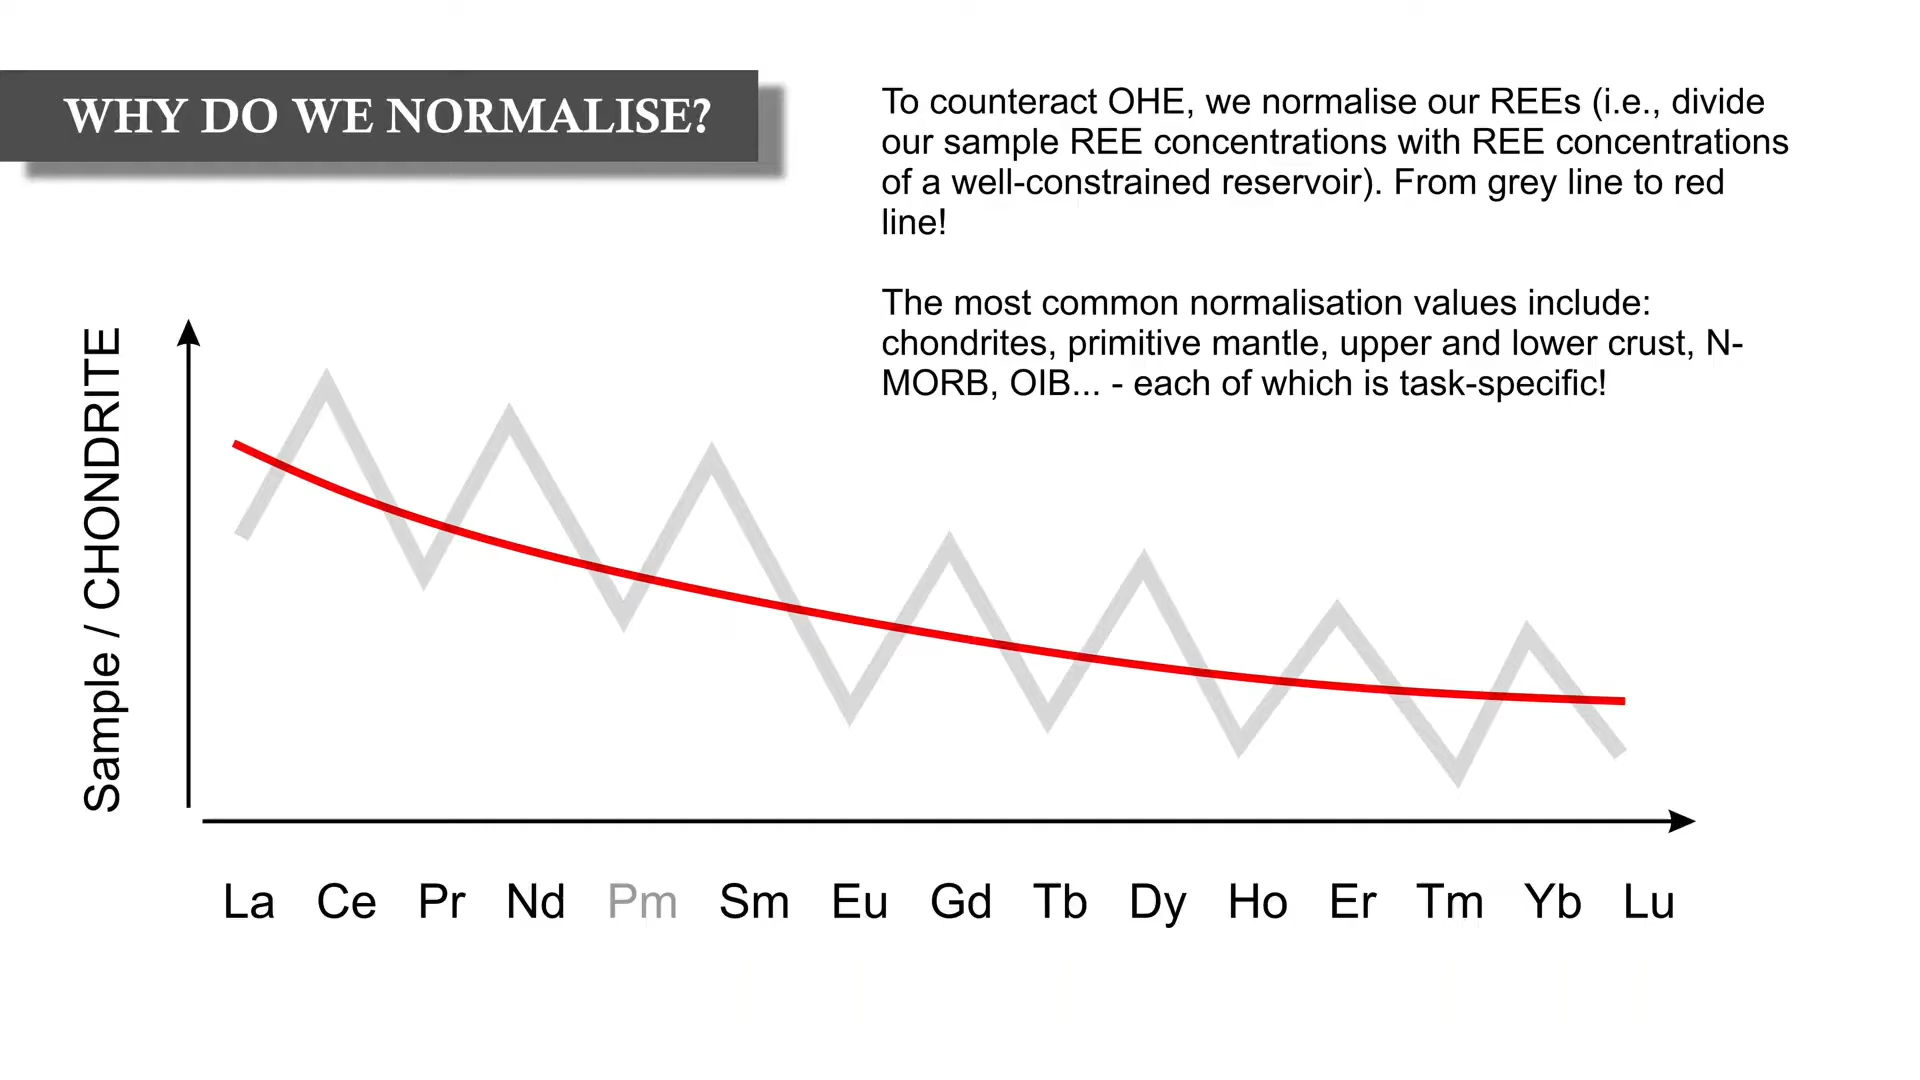 WHY DO WE NORMALISE?
To counteract OHE, we normalise our REEs (i.e., divide
our sample REE concentrations with REE concentrations
of a well-constrained reservoir). From grey line to red
line!
The most common normalisation values include:
chondrites, primitive mantle, upper and lower crust, N-
MORB, OIB... - each of which is task-specific!
Sample / CHONDRITE
La Ce Pr Nd Pm Sm Eu Gd Tb Dy Ho Er Tm Yb Lu